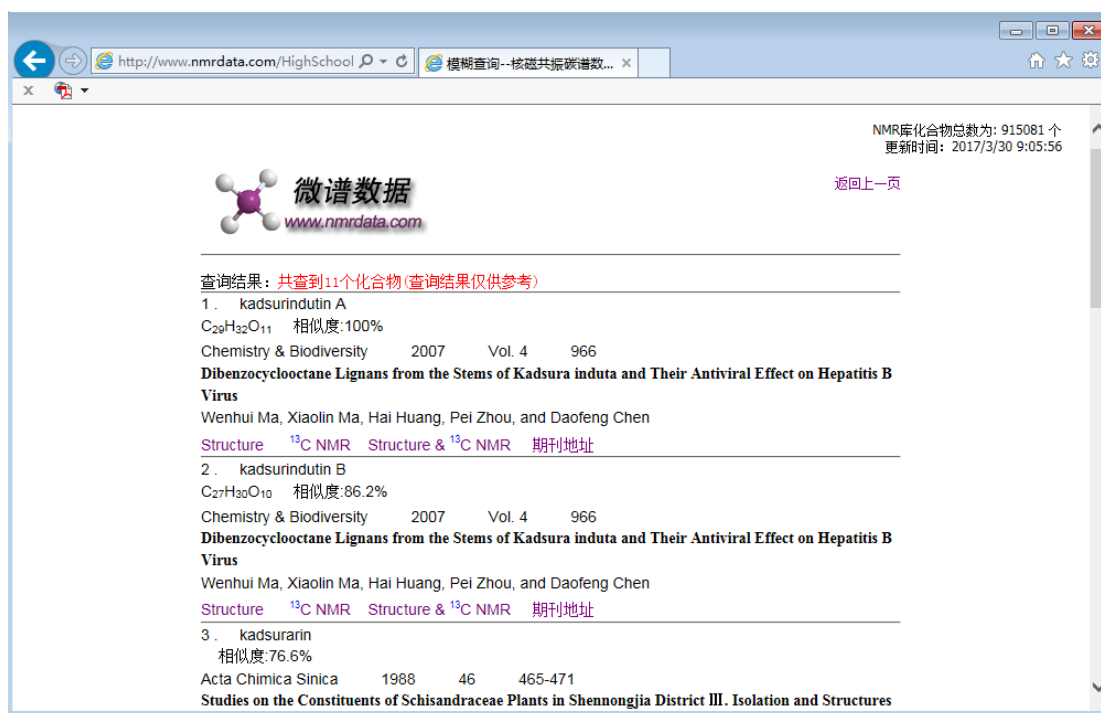 http://www.nmrdata.com/HighSchool
模糊查询--核磁共振碳谱数...
NMR库化合物总数为: 915081 个
更新时间：2017/3/30 9:05:56
返回上一页
微谱数据
www.nmrdata.com
查询结果：共查到11个化合物(查询结果仅供参考)
1 . kadsurindutin A
C₂₉H₃₂O₁₁ 相似度:100%
Chemistry & Biodiversity 2007 Vol. 4 966
Dibenzocyclooctane Lignans from the Stems of Kadsura induta and Their Antiviral Effect on Hepatitis B
Virus
Wenhui Ma, Xiaolin Ma, Hai Huang, Pei Zhou, and Daofeng Chen
Structure ¹³C NMR Structure & ¹³C NMR 期刊地址
2 . kadsurindutin B
C₂₇H₃₀O₁₀ 相似度:86.2%
Chemistry & Biodiversity 2007 Vol. 4 966
Dibenzocyclooctane Lignans from the Stems of Kadsura induta and Their Antiviral Effect on Hepatitis B
Virus
Wenhui Ma, Xiaolin Ma, Hai Huang, Pei Zhou, and Daofeng Chen
Structure ¹³C NMR Structure & ¹³C NMR 期刊地址
3 . kadsurarin
相似度:76.6%
Acta Chimica Sinica 1988 46 465-471
Studies on the Constituents of Schisandraceae Plants in Shennongjia District Ⅲ. Isolation and Structures